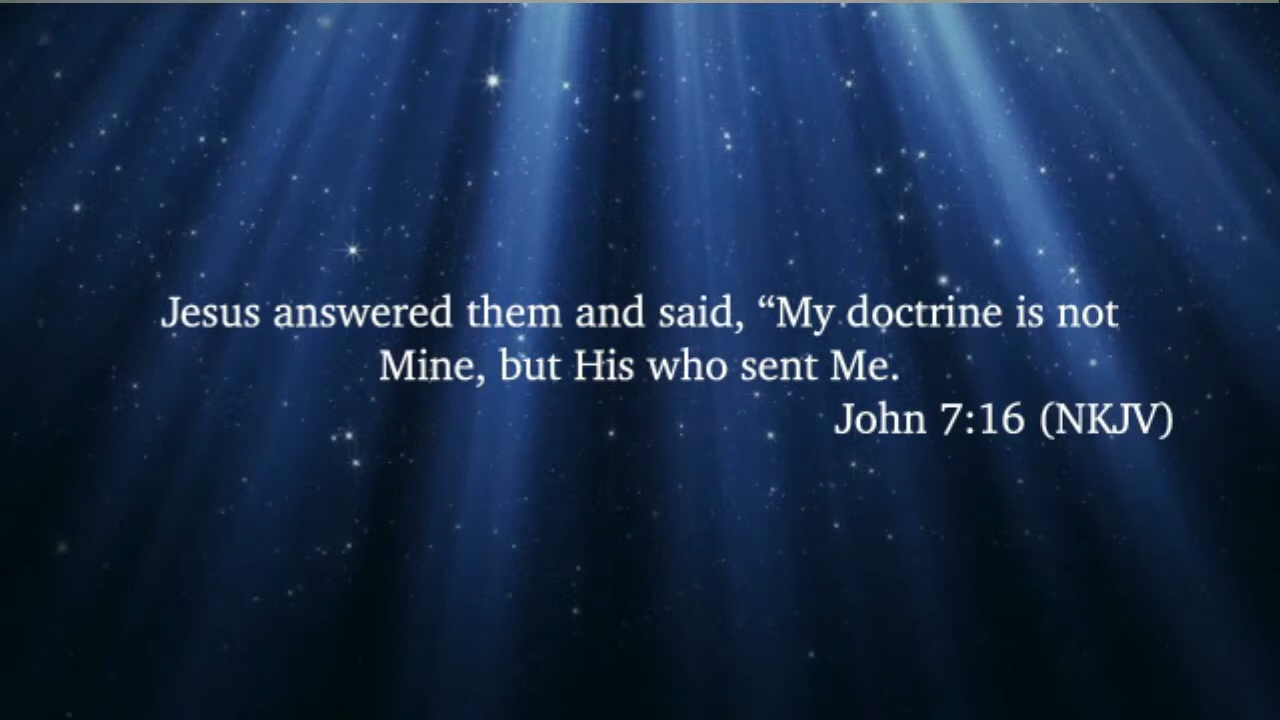 Jesus answered them and said, “My doctrine is not
Mine, but His who sent Me.
John 7:16 (NKJV)